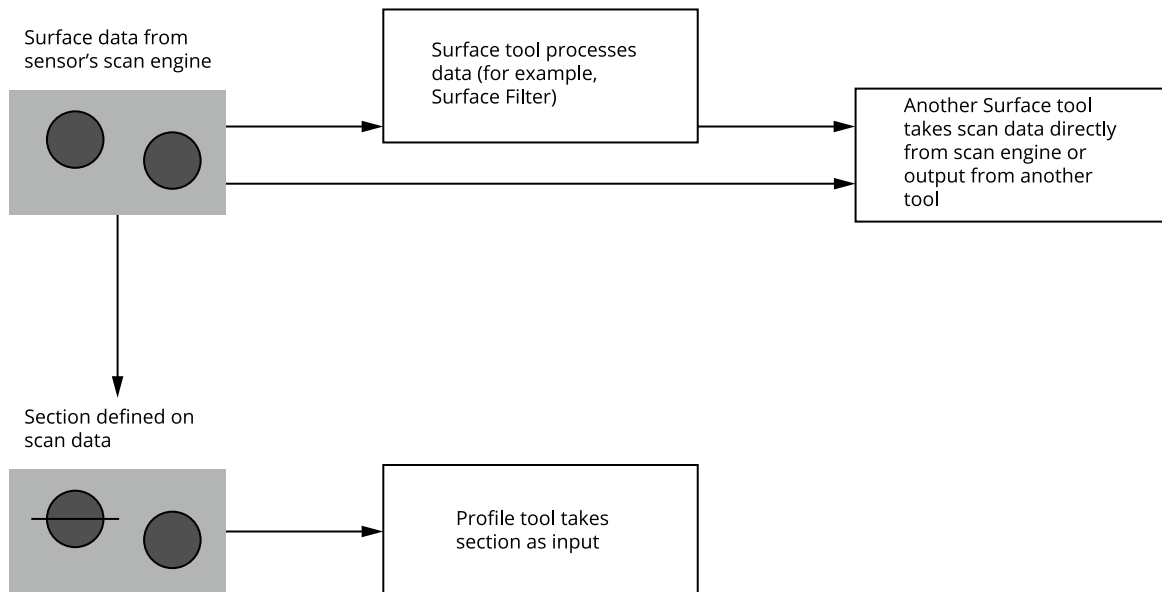 Surface data from
sensor’s scan engine
Surface tool processes
data (for example,
Surface Filter)
Another Surface tool
takes scan data directly
from scan engine or
output from another
tool
Section defined on
scan data
Profile tool takes
section as input